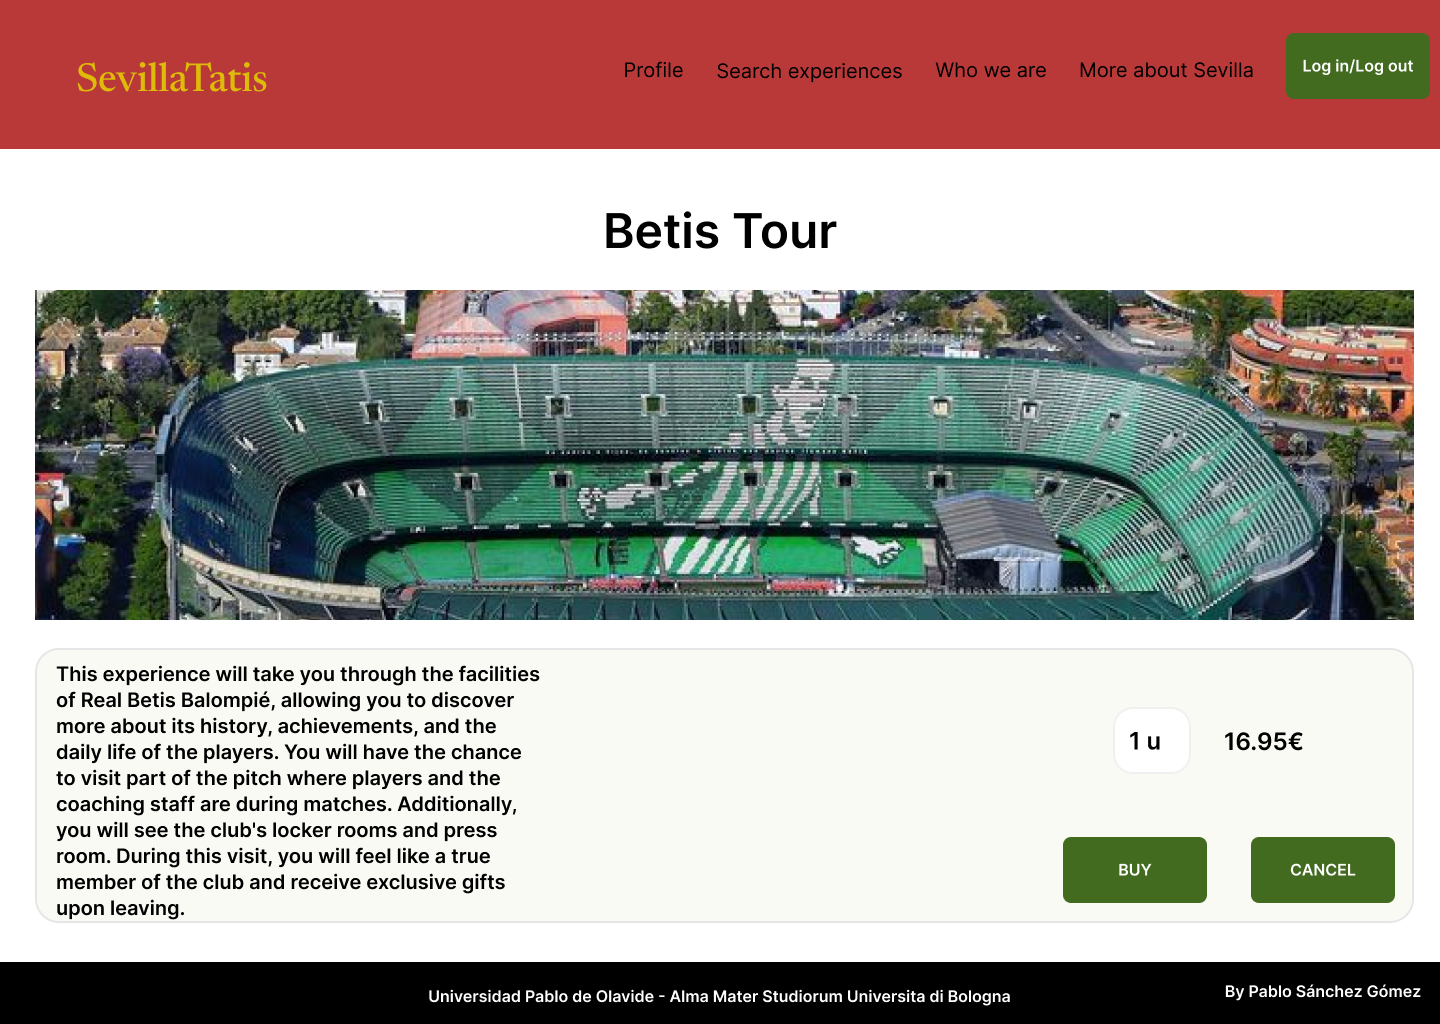 SevillaTatis
Profile
Search experiences
Who we are
More about Sevilla
Log in/Log out
Betis Tour
This experience will take you through the facilities
of Real Betis Balompié, allowing you to discover
more about its history, achievements, and the
daily life of the players. You will have the chance
to visit part of the pitch where players and the
coaching staff are during matches. Additionally,
you will see the club's locker rooms and press
room. During this visit, you will feel like a true
member of the club and receive exclusive gifts
upon leaving.
1 u
16.95€
BUY
CANCEL
Universidad Pablo de Olavide - Alma Mater Studiorum Universita di Bologna
By Pablo Sánchez Gómez